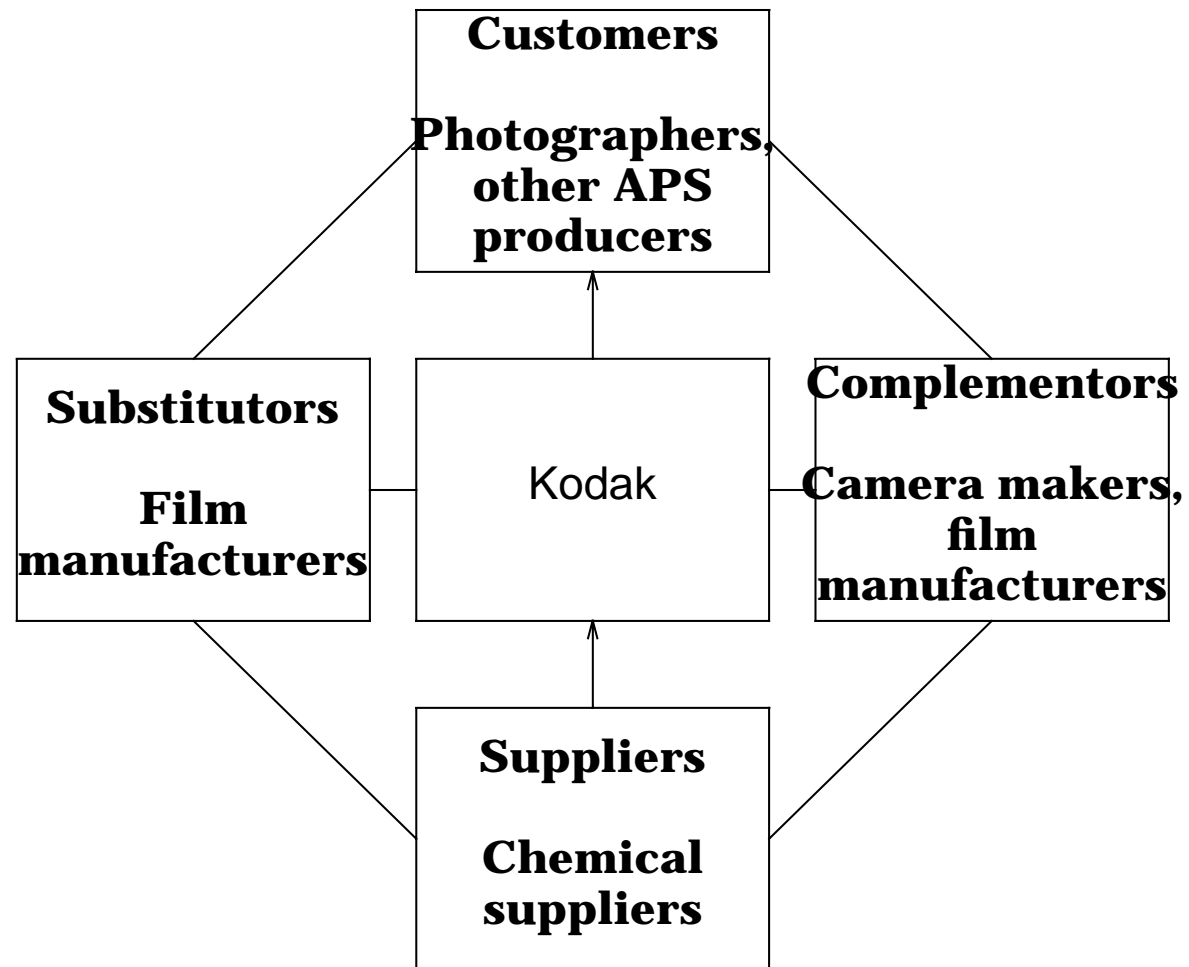 Customers
Photographers,
other APS
producers
Substitutors
Film
manufacturers
Kodak
Complementors
Camera makers,
film
manufacturers
Suppliers
Chemical
suppliers